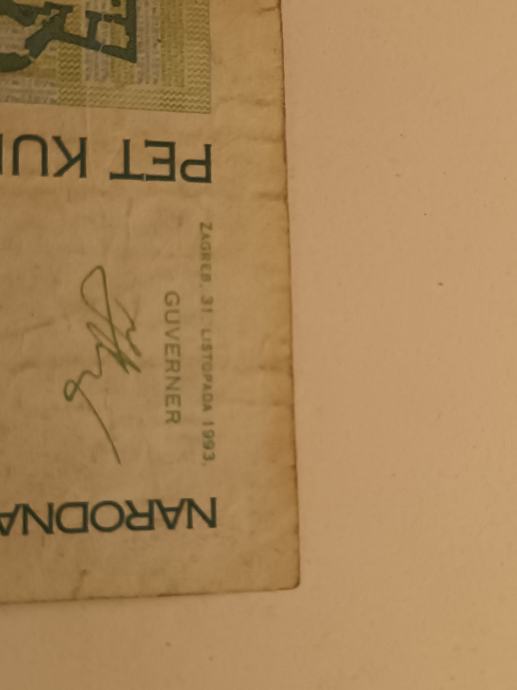 NARODNA
ZAGREB, 31. LISTOPADA 1993.
GUVERNER
PET KU